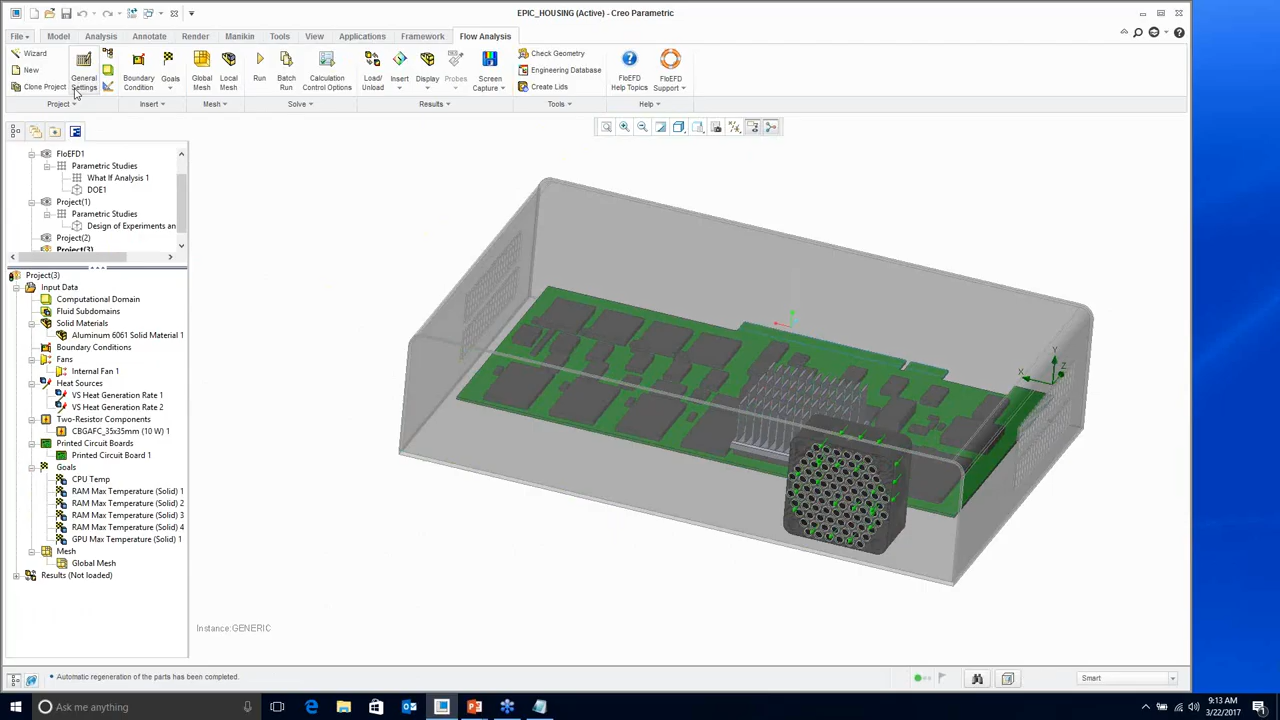 EPIC_HOUSING (Active) - Creo Parametric
File Model Analysis Annotate Render Manikin Tools View Applications Framework Flow Analysis
Wizard
New
Clone Project
General Settings
Boundary Condition
Goals
Global Mesh
Local Mesh
Run
Batch Run
Calculation Control Options
Load/ Unload
Insert
Display
Probes
Screen Capture
Check Geometry
Engineering Database
Create Lids
FloEFD Help Topics
FloEFD Support
Project Insert Mesh Solve Results Tools Help
FloEFD1
Parametric Studies
What If Analysis 1
DOE1
Project(1)
Parametric Studies
Design of Experiments an
Project(2)
Project(3)
Project(3)
Input Data
Computational Domain
Fluid Subdomains
Solid Materials
Aluminum 6061 Solid Material 1
Boundary Conditions
Fans
Internal Fan 1
Heat Sources
VS Heat Generation Rate 1
VS Heat Generation Rate 2
Two-Resistor Components
CBGAFC_35x35mm (10 W) 1
Printed Circuit Boards
Printed Circuit Board 1
Goals
CPU Temp
RAM Max Temperature (Solid) 1
RAM Max Temperature (Solid) 2
RAM Max Temperature (Solid) 3
RAM Max Temperature (Solid) 4
GPU Max Temperature (Solid) 1
Mesh
Global Mesh
Results (Not loaded)
Y
Z
X
Instance:GENERIC
Automatic regeneration of the parts has been completed.
Smart
Ask me anything
9:13 AM
3/22/2017